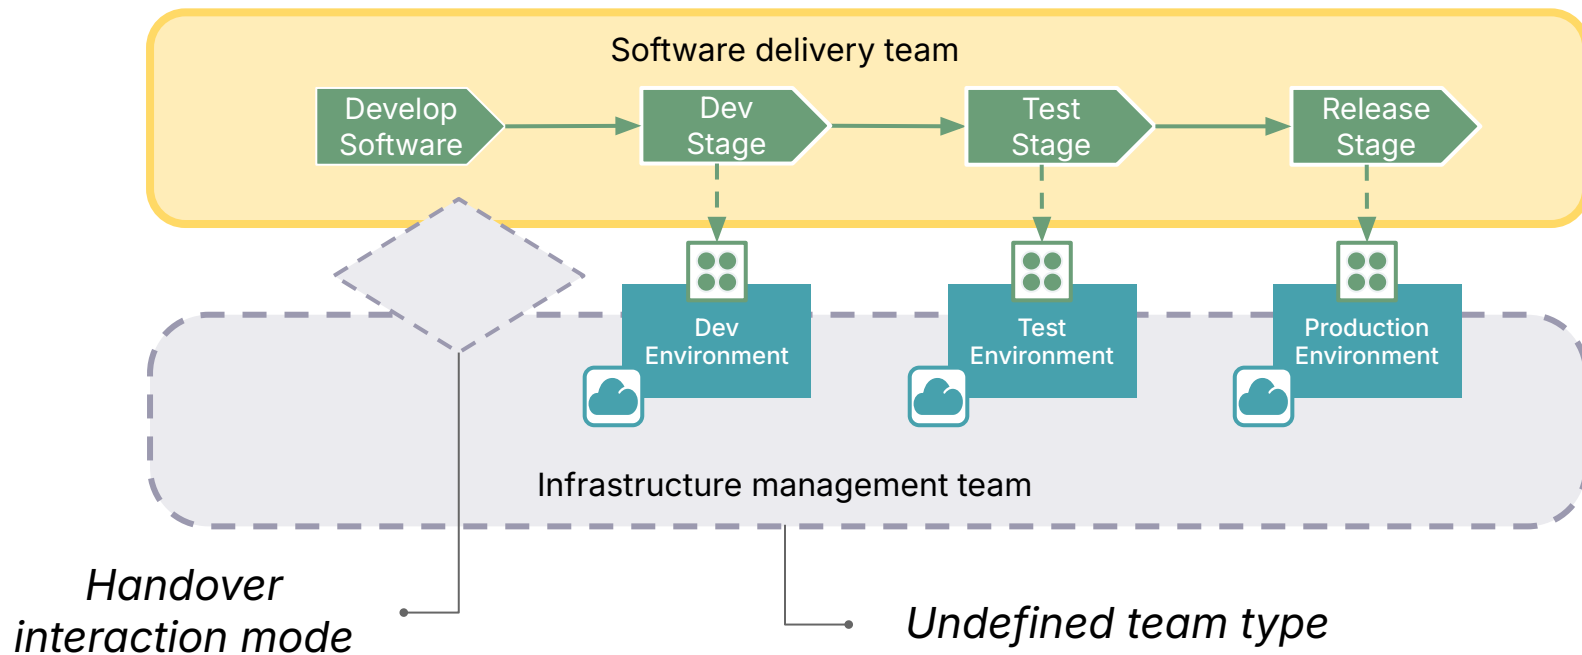 Software delivery team
Develop
Software
Dev
Stage
Test
Stage
Release
Stage
Dev
Environment
Test
Environment
Production
Environment
Infrastructure management team
Handover
interaction mode
Undefined team type